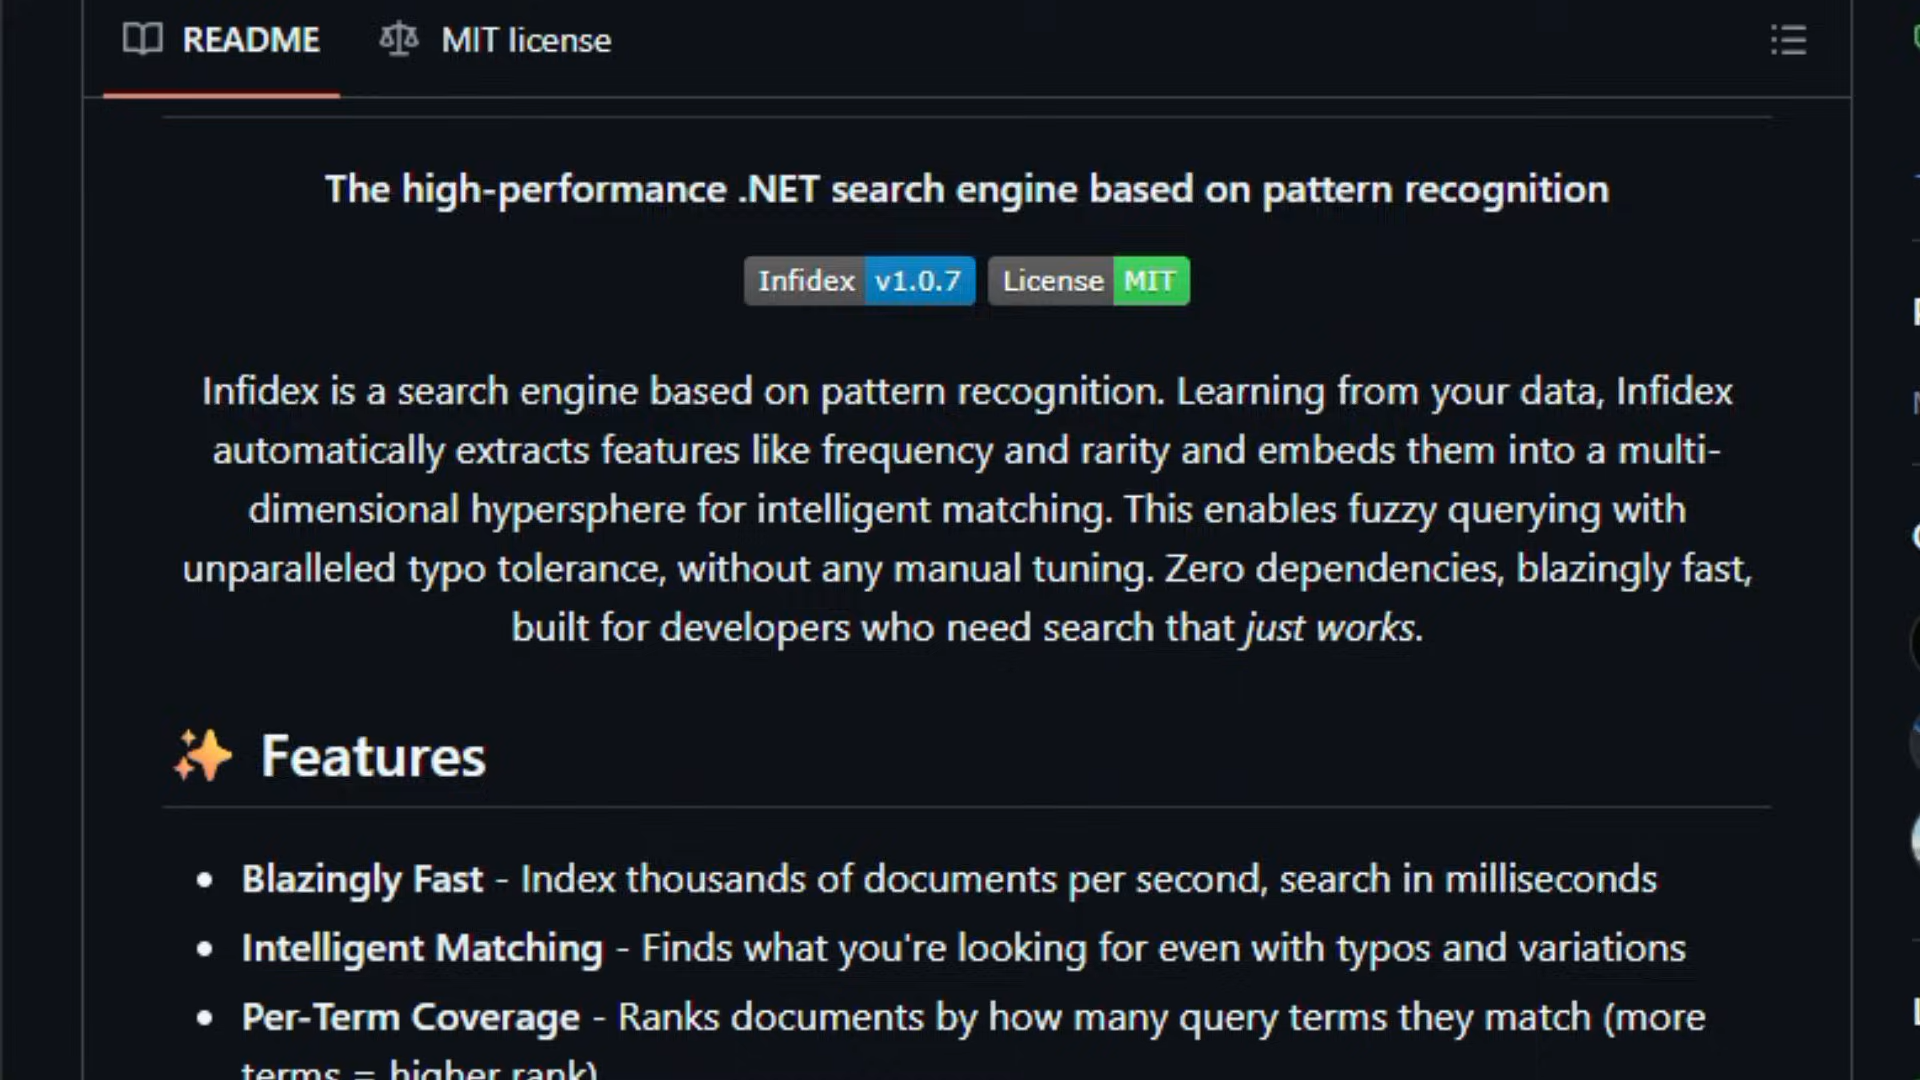 README MIT license
The high-performance .NET search engine based on pattern recognition
Infidex v1.0.7 License MIT
Infidex is a search engine based on pattern recognition. Learning from your data, Infidex
automatically extracts features like frequency and rarity and embeds them into a multi-
dimensional hypersphere for intelligent matching. This enables fuzzy querying with
unparalleled typo tolerance, without any manual tuning. Zero dependencies, blazingly fast,
built for developers who need search that just works.
✨ Features
• Blazingly Fast - Index thousands of documents per second, search in milliseconds
• Intelligent Matching - Finds what you're looking for even with typos and variations
• Per-Term Coverage - Ranks documents by how many query terms they match (more
terms = higher rank)